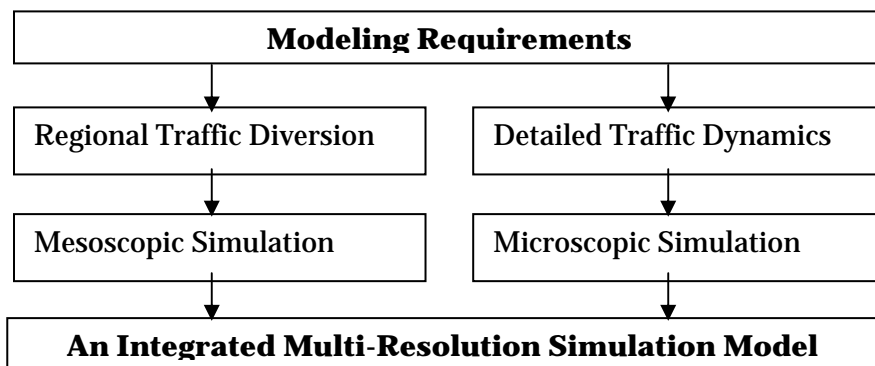 Modeling Requirements
Regional Traffic Diversion
Detailed Traffic Dynamics
Mesoscopic Simulation
Microscopic Simulation
An Integrated Multi-Resolution Simulation Model